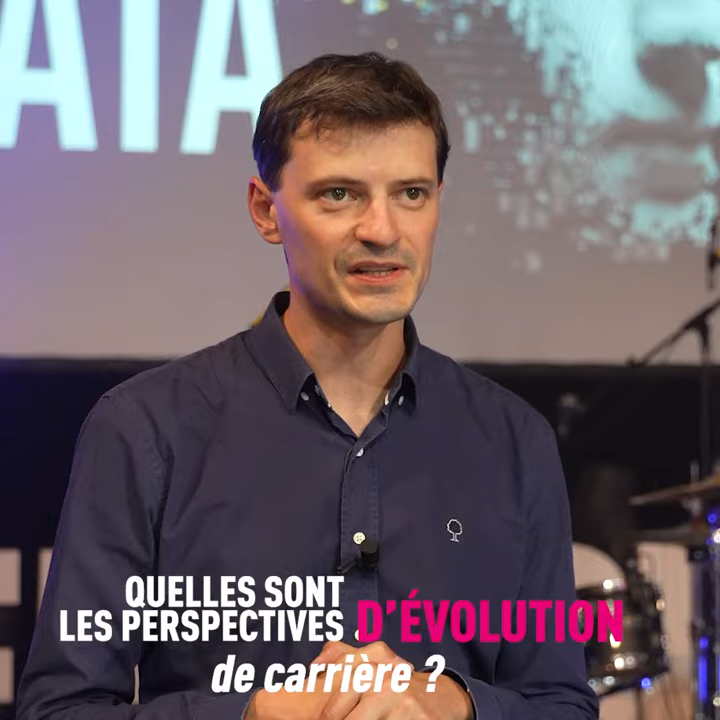 ATA
QUELLES SONT
LES PERSPECTIVES D'ÉVOLUTION
de carrière ?